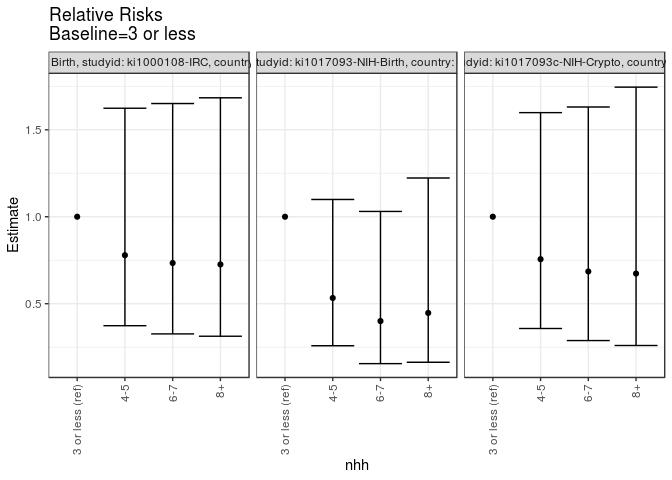 Relative Risks
Baseline=3 or less
Birth, studyid: ki1000108-IRC, country
tudyid: ki1017093-NIH-Birth, country:
dyid: ki1017093c-NIH-Crypto, country
1.5
1.0
0.5
Estimate
3 or less (ref)
4-5
6-7
8+
3 or less (ref)
4-5
6-7
8+
3 or less (ref)
4-5
6-7
8+
nhh